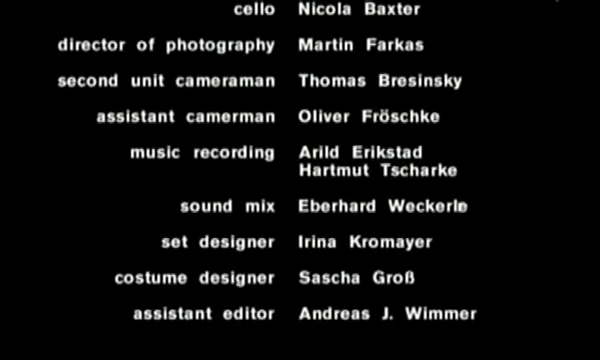 cello Nicola Baxter
director of photography Martin Farkas
second unit cameraman Thomas Bresinsky
assistant camerman Oliver Fröschke
music recording Arild Erikstad
Hartmut Tscharke
sound mix Eberhard Weckerle
set designer Irina Kromayer
costume designer Sascha Groß
assistant editor Andreas J. Wimmer